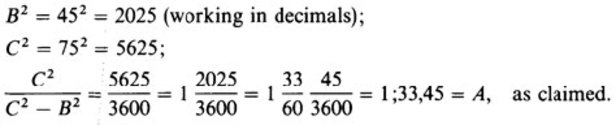 B² = 45² = 2025 (working in decimals);
C² = 75² = 5625;
C²/(C² − B²) = 5625/3600 = 1 2025/3600 = 1 33/60 45/3600 = 1;33,45 = A, as claimed.